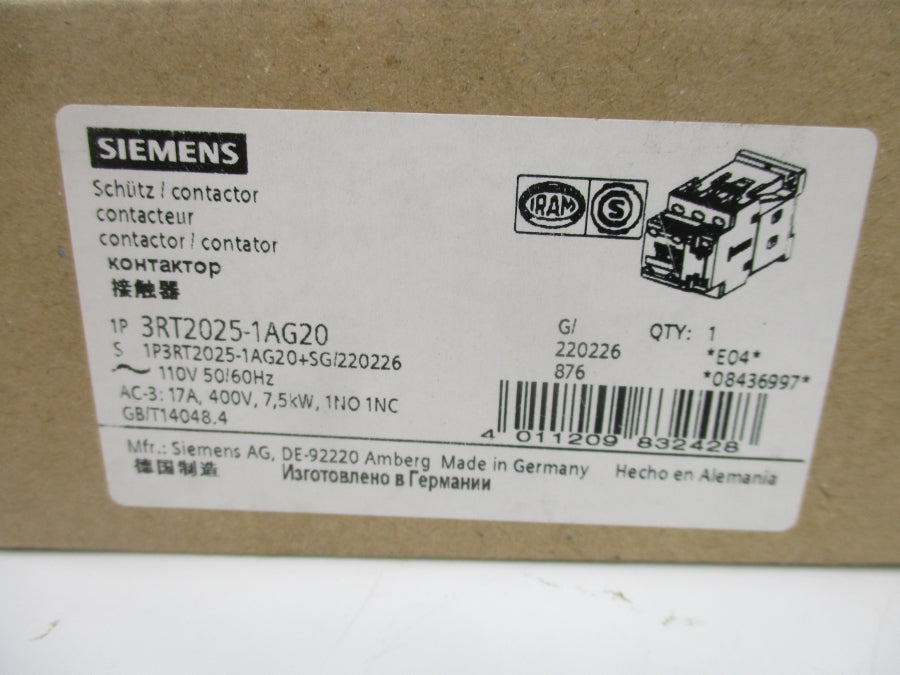 SIEMENS
Schütz / contactor
contacteur
contactor / contator
контактор
接触器
IRAM
S
1P 3RT2025-1AG20
S 1P3RT2025-1AG20+SG/220226
110V 50/60Hz
AC-3: 17A, 400V, 7,5kW, 1NO 1NC
GB/T14048.4
G/
220226
876
QTY: 1
*E04*
*08436997*
4 011209 832428
Mfr.: Siemens AG, DE-92220 Amberg Made in Germany Hecho en Alemania
德国制造 Изготовлено в Германии